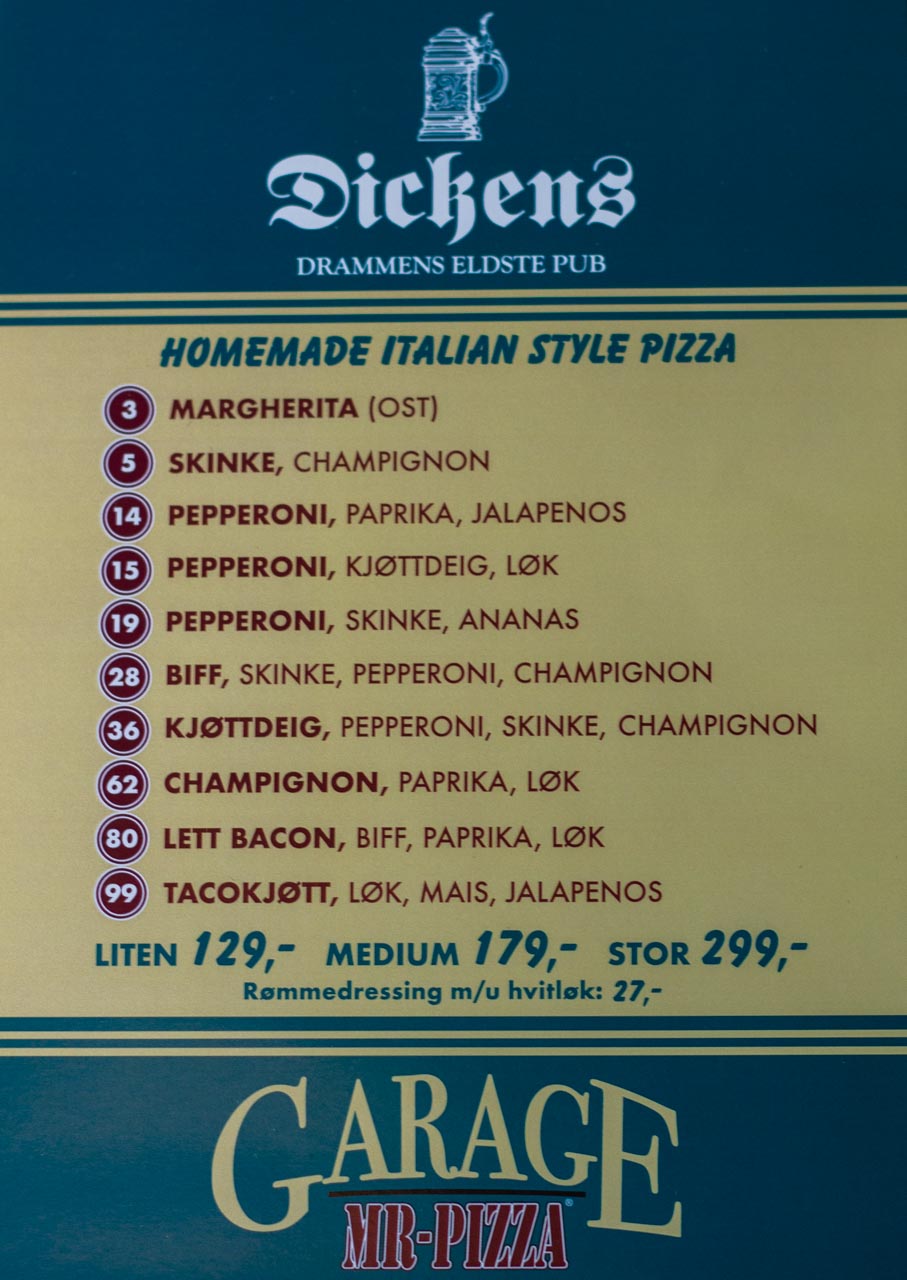 Dickens
DRAMMENS ELDSTE PUB
HOMEMADE ITALIAN STYLE PIZZA
3 MARGHERITA (OST)
5 SKINKE, CHAMPIGNON
14 PEPPERONI, PAPRIKA, JALAPENOS
15 PEPPERONI, KJØTTDEIG, LØK
19 PEPPERONI, SKINKE, ANANAS
28 BIFF, SKINKE, PEPPERONI, CHAMPIGNON
36 KJØTTDEIG, PEPPERONI, SKINKE, CHAMPIGNON
62 CHAMPIGNON, PAPRIKA, LØK
80 LETT BACON, BIFF, PAPRIKA, LØK
99 TACOKJØTT, LØK, MAIS, JALAPENOS
LITEN 129,- MEDIUM 179,- STOR 299,-
Rømmedressing m/u hvitløk: 27,-
GARAGE
MR-PIZZA®